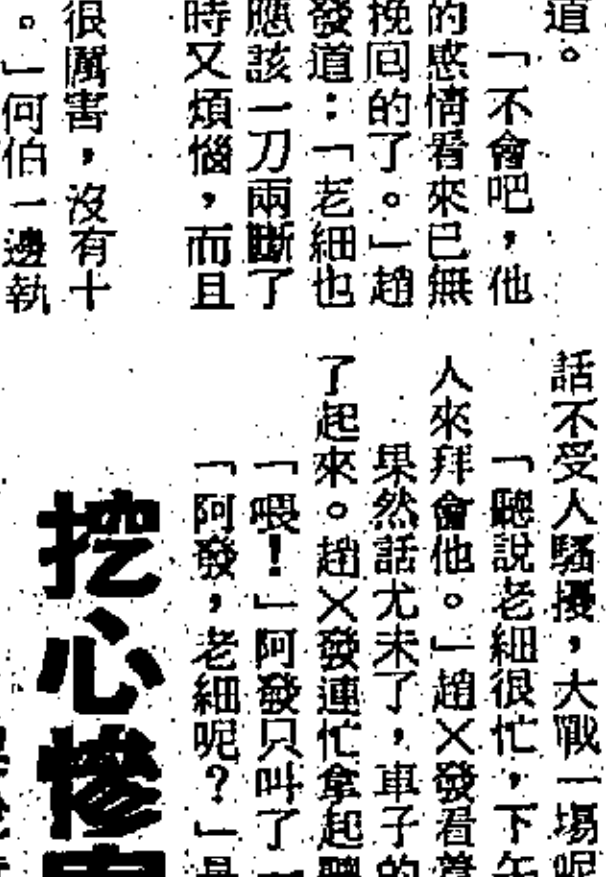 道。
「不會吧，他
的感情看來已無
挽回的了。」趙
發道：「老細也
應該一刀兩斷了
時又煩惱，而且
很厲害，沒有十
。」何伯一邊執
話不受人騷擾，大戰一場呢
「聽說老細很忙，下午
人來拜會他。」趙×發看
果然話尤未了，車子的
了起來。趙×發連忙拿起聽
「喂！」阿發只叫了一
「阿發，老細呢？」
挖心慘